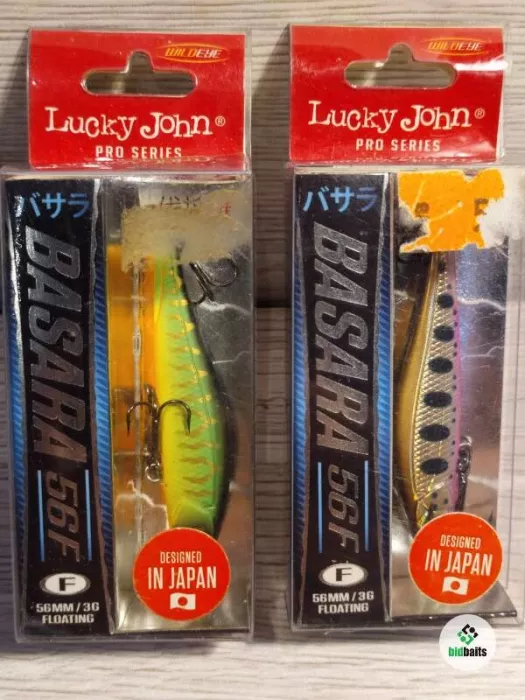 WILDEYE
Lucky John®
PRO SERIES
バサラ
BASARA 56F
F
56MM / 3G
FLOATING
DESIGNED
IN JAPAN
WILDEYE
Lucky John®
PRO SERIES
バサラ
BASARA 56F
F
56MM / 3G
FLOATING
DESIGNED
IN JAPAN
bidbaits